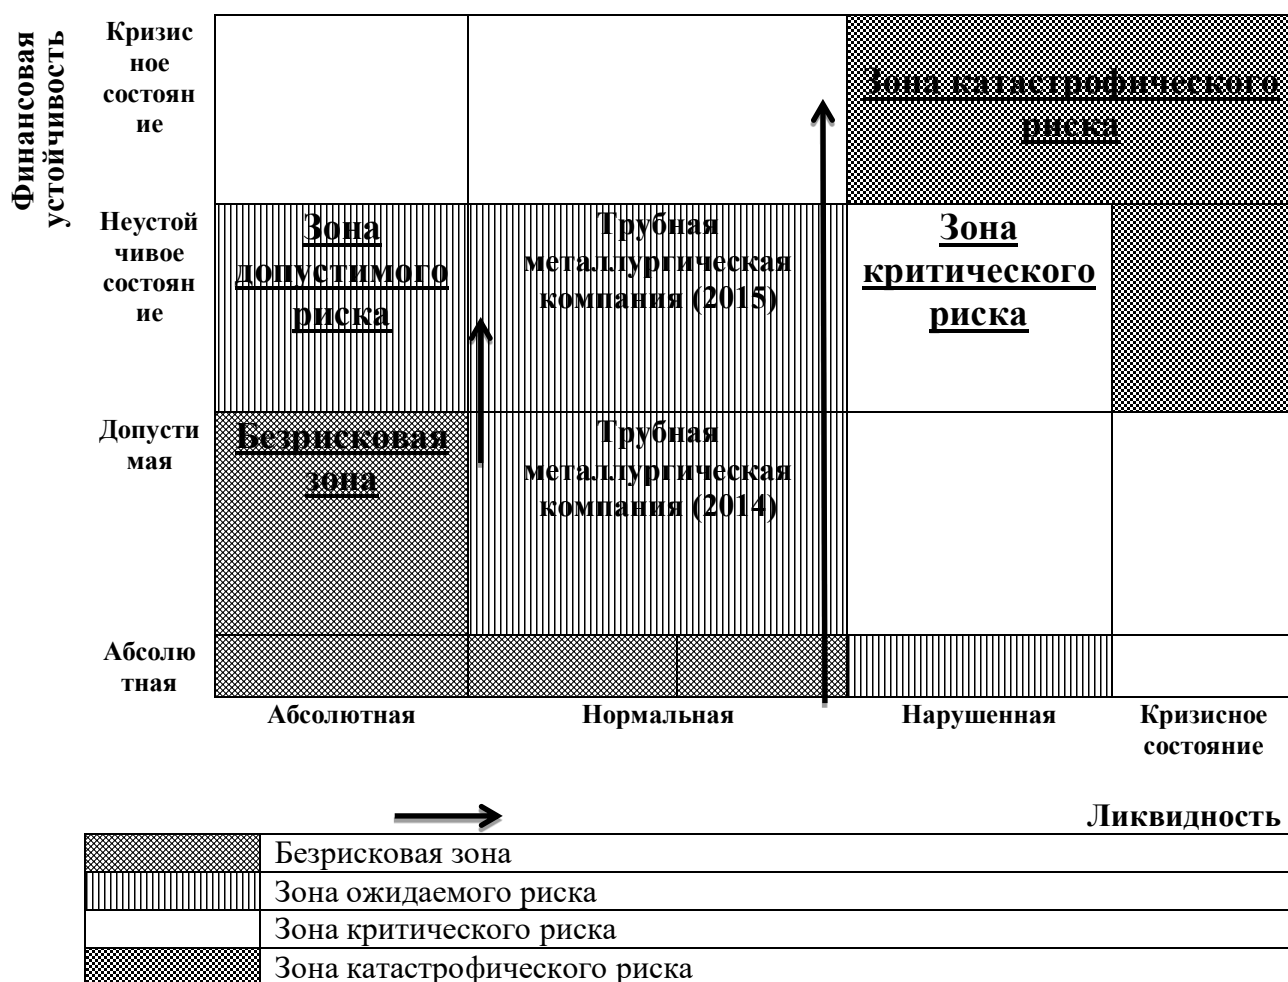 Финансовая
устойчивость
Кризис
ное
состоян
ие
Зона катастрофического
риска
Неустой
чивое
состоян
ие
Зона
допустимого
риска
Трубная
металлургическая
компания (2015)
Зона
критического
риска
Допусти
мая
Безрисковая
зона
Трубная
металлургическая
компания (2014)
Абсолю
тная
Абсолютная
Нормальная
Нарушенная
Кризисное
состояние
Ликвидность
Безрисковая зона
Зона ожидаемого риска
Зона критического риска
Зона катастрофического риска